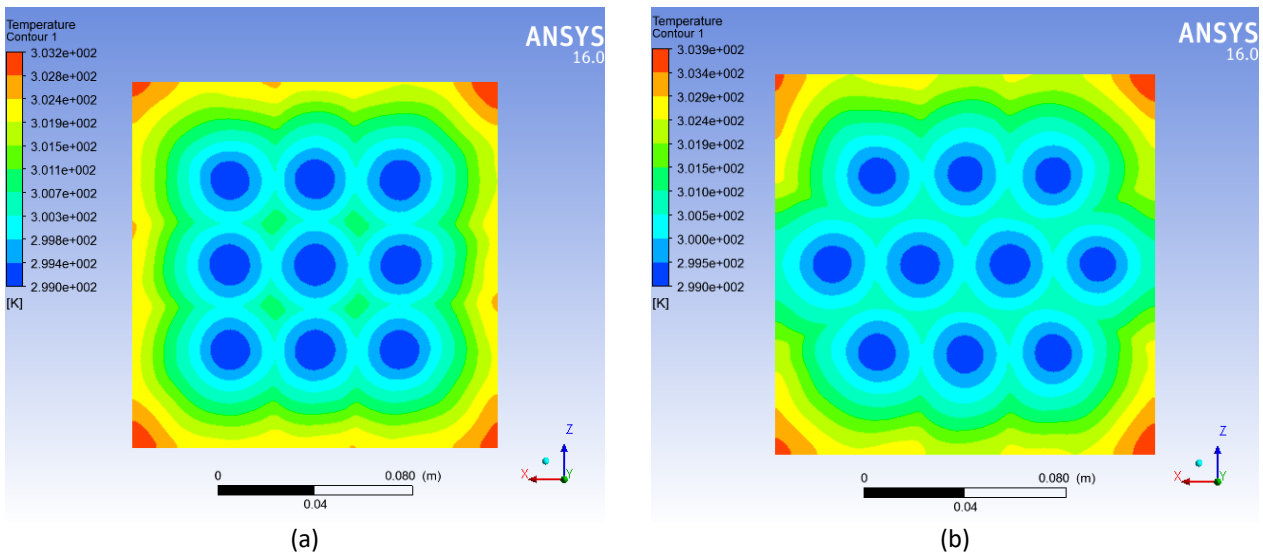 Temperature
Contour 1
3.032e+002
3.028e+002
3.024e+002
3.019e+002
3.015e+002
3.011e+002
3.007e+002
3.003e+002
2.998e+002
2.994e+002
2.990e+002
[K]
ANSYS
16.0
0 0.080 (m)
0.04
X Z Y
(a)
Temperature
Contour 1
3.039e+002
3.034e+002
3.029e+002
3.024e+002
3.019e+002
3.015e+002
3.010e+002
3.005e+002
3.000e+002
2.995e+002
2.990e+002
[K]
ANSYS
16.0
0 0.080 (m)
0.04
X Z Y
(b)